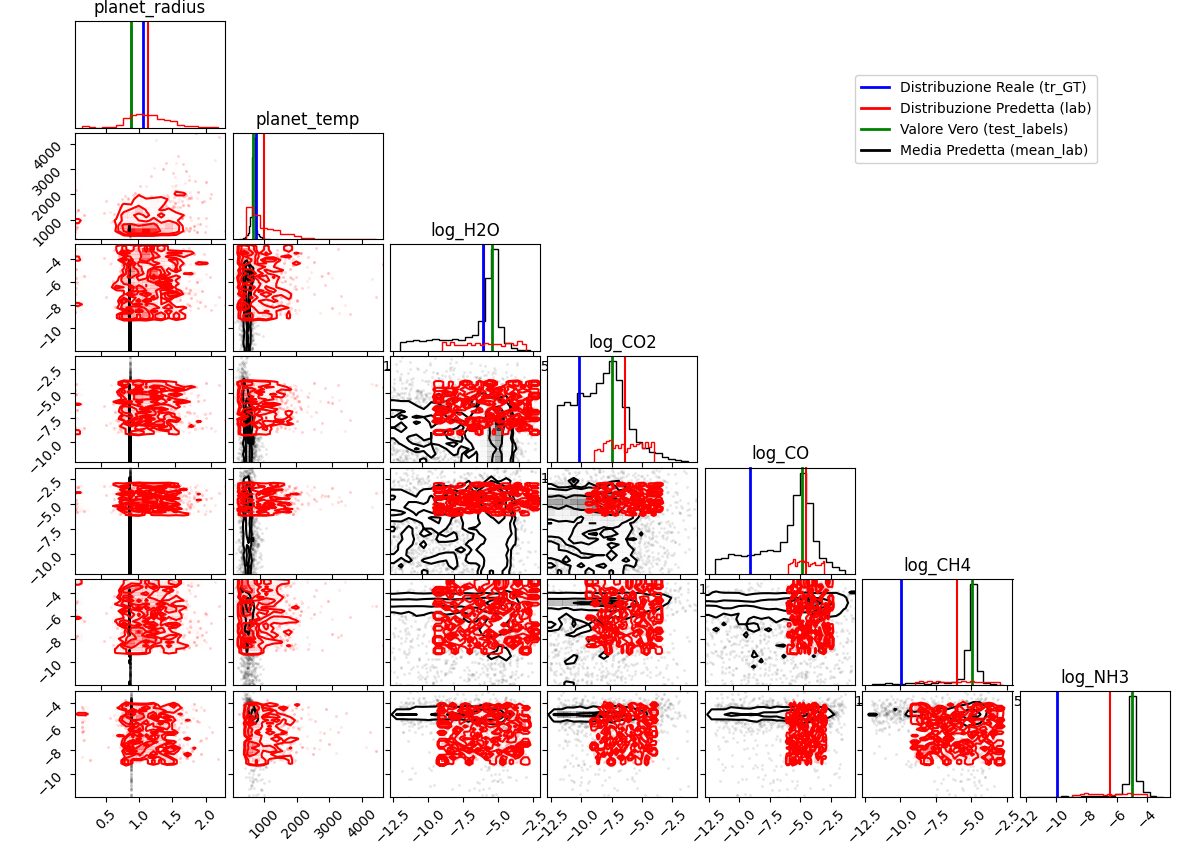 planet_radius
Distribuzione Reale (tr_GT)
Distribuzione Predetta (lab)
Valore Vero (test_labels)
Media Predetta (mean_lab)
planet_temp
4000
3000
2000
1000
log_H2O
−4
−6
−8
−10
log_CO2
−2.5
−5.0
−7.5
−10.0
log_CO
−2.5
−5.0
−7.5
−10.0
log_CH4
−4
−6
−8
−10
log_NH3
−4
−6
−8
−10
0.5 1.0 1.5 2.0 1000 2000 3000 4000 −12.5 −10.0 −7.5 −5.0 −2.5 −12.5 −10.0 −7.5 −5.0 −2.5 −12.5 −10.0 −7.5 −5.0 −2.5 −12.5 −10.0 −7.5 −5.0 −2.5 −12 −10 −8 −6 −4